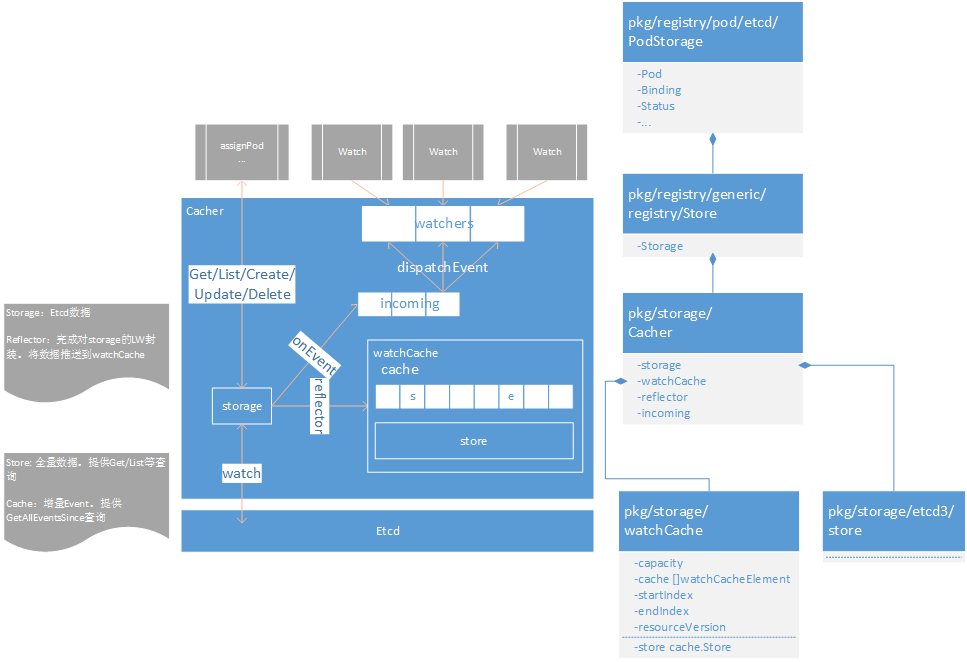 pkg/registry/pod/etcd/
PodStorage
-Pod
-Binding
-Status
-...
assignPod
...
Watch
Watch
Watch
pkg/registry/generic/
registry/Store
-Storage
Cacher
watchers
dispatchEvent
Get/List/Create/
Update/Delete
incoming
onEvent
reflector
watchCache
cache
s
e
store
storage
watch
Etcd
Storage：Etcd数据
Reflector：完成对storage的LW封
装。将数据推送到watchCache
Store: 全量数据。提供Get/List等查
询
Cache：增量Event。提供
GetAllEventsSince查询
pkg/storage/
Cacher
-storage
-watchCache
-reflector
-incoming
pkg/storage/
watchCache
-capacity
-cache []watchCacheElement
-startIndex
-endIndex
-resourceVersion
-store cache.Store
pkg/storage/etcd3/
store